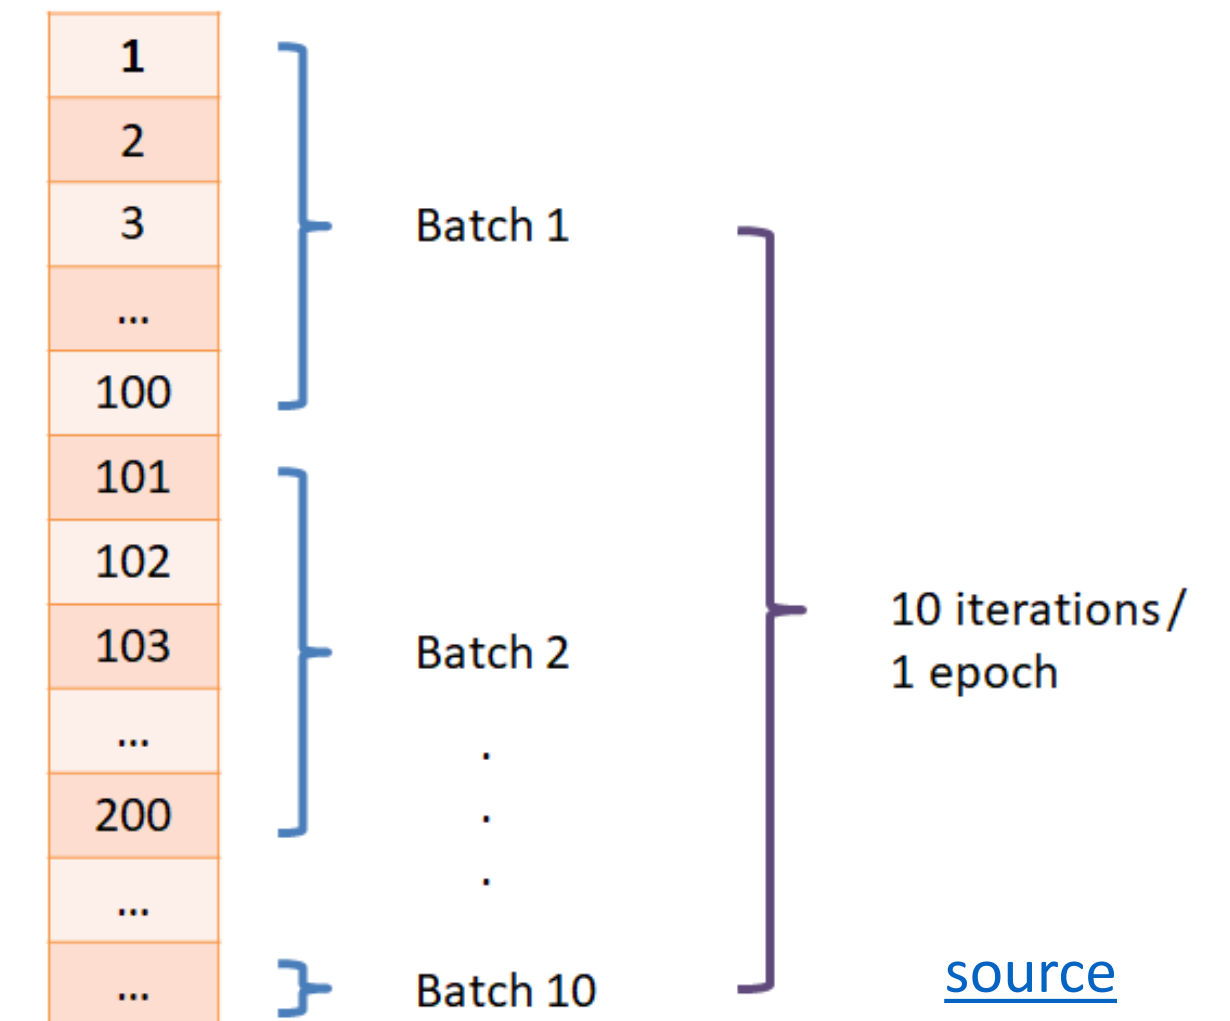 1
2
3
...
100
101
102
103
...
200
...
...
Batch 1
Batch 2
.
.
.
Batch 10
10 iterations/
1 epoch
source